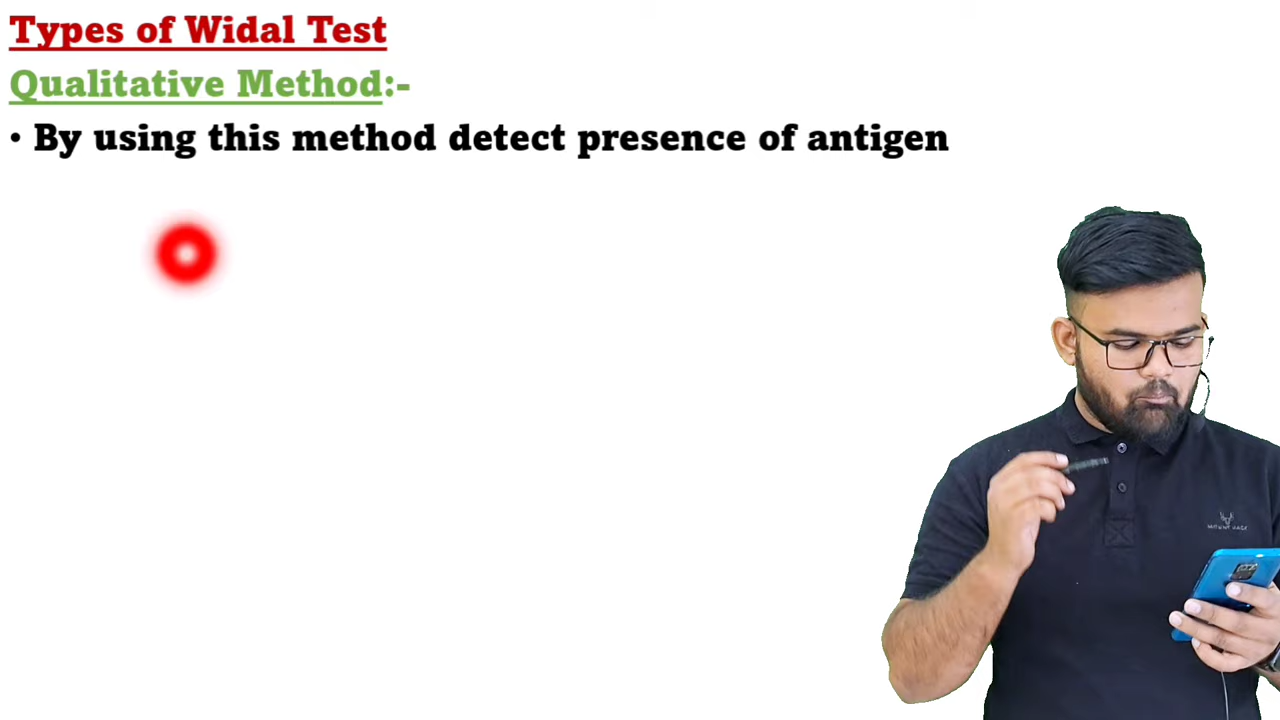 Types of Widal Test
Qualitative Method:-
• By using this method detect presence of antigen